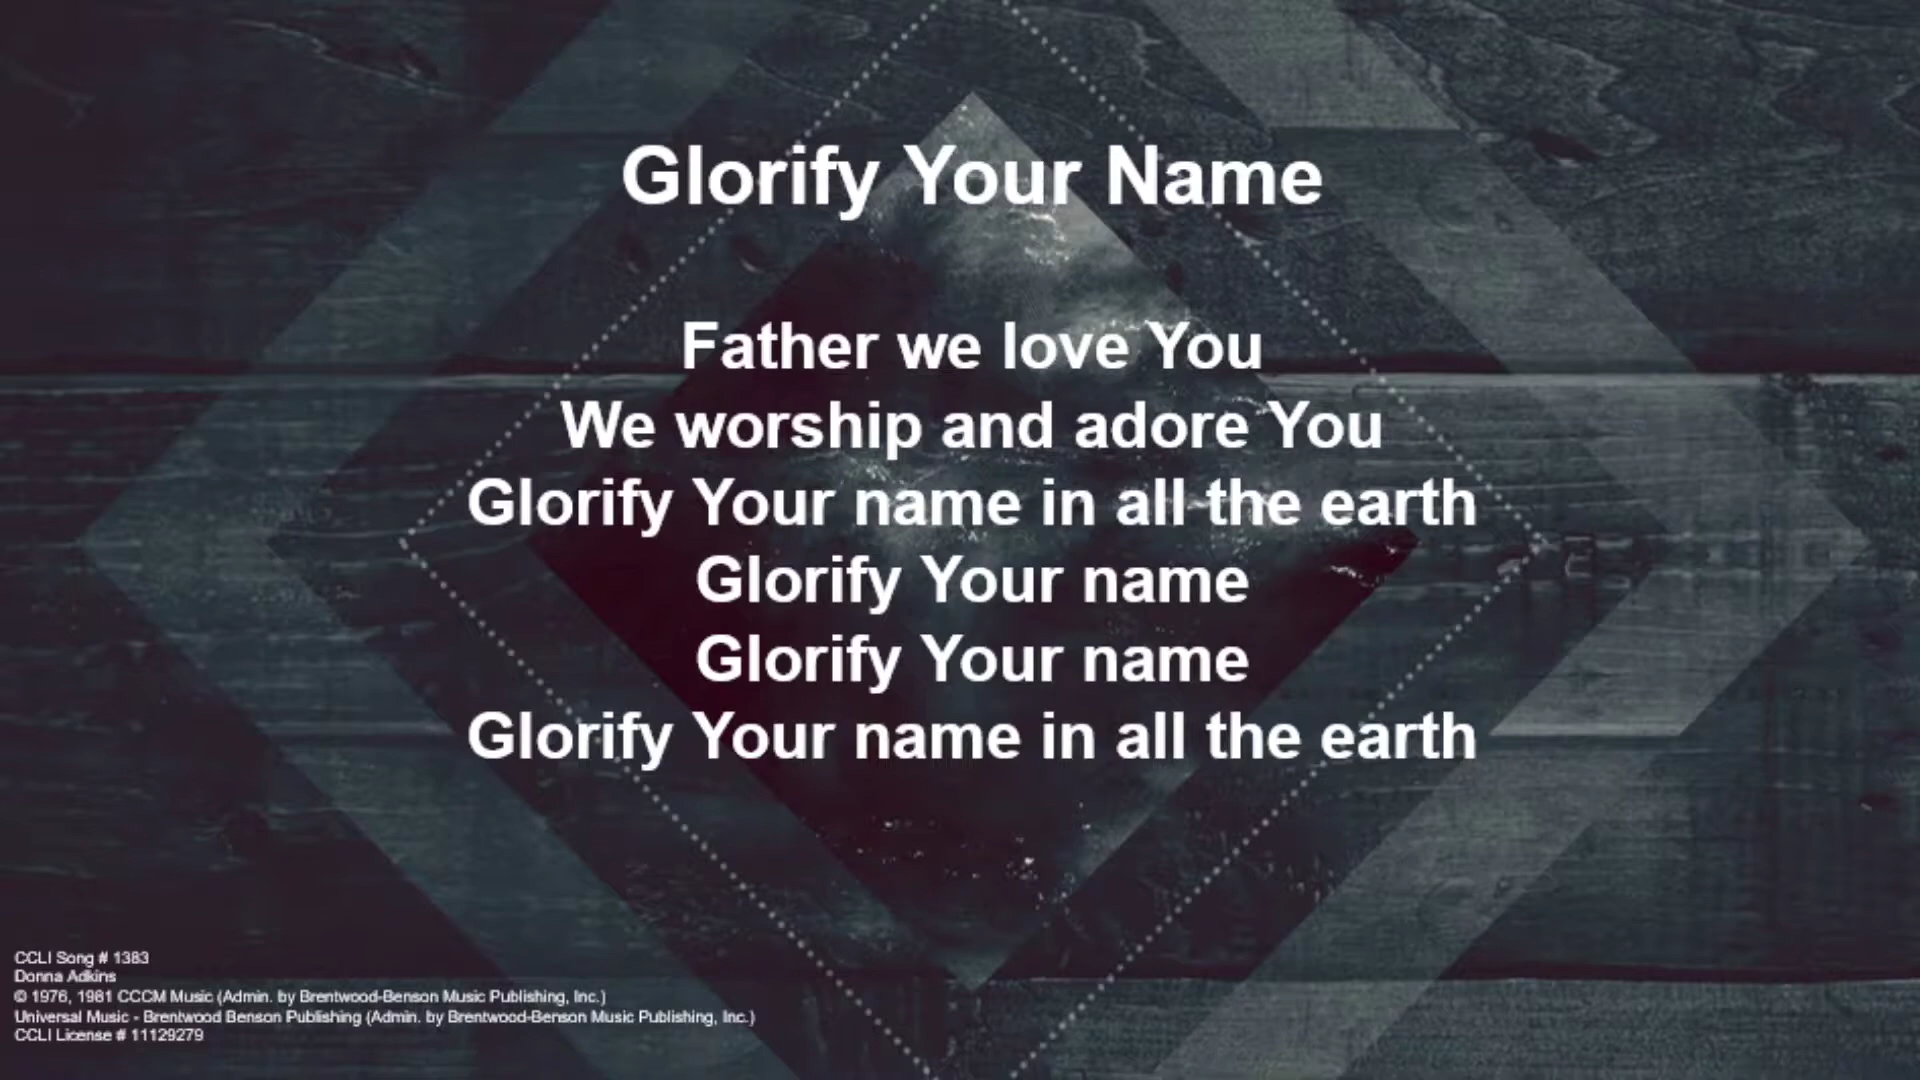 Glorify Your Name
Father we love You
We worship and adore You
Glorify Your name in all the earth
Glorify Your name
Glorify Your name
Glorify Your name in all the earth
CCLI Song # 1383
Donna Adkins
© 1976, 1981 CCCM Music (Admin. by Brentwood-Benson Music Publishing, Inc.)
Universal Music - Brentwood Benson Publishing (Admin. by Brentwood-Benson Music Publishing, Inc.)
CCLI License # 11129279